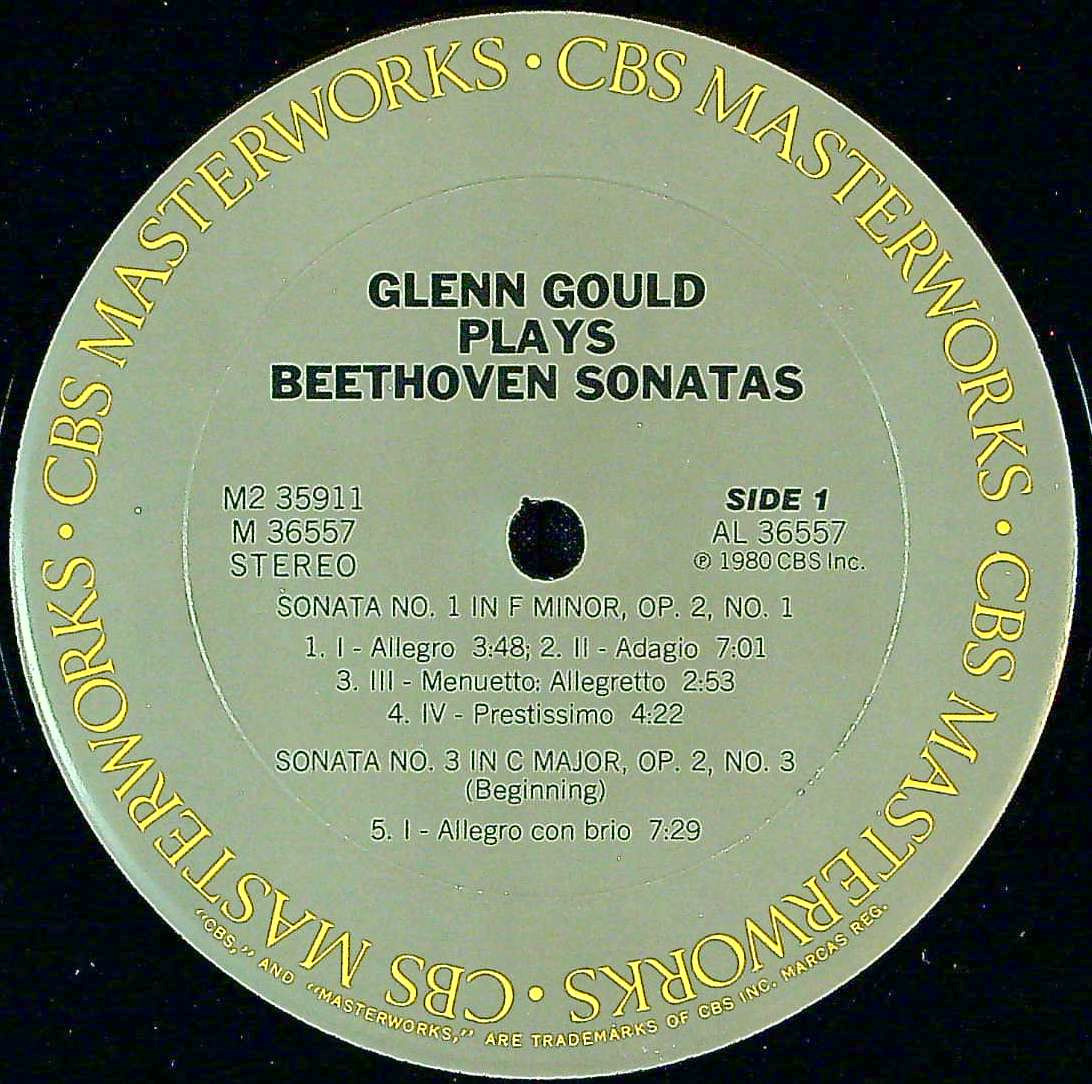 CBS MASTERWORKS • CBS MASTERWORKS • CBS MASTERWORKS • CBS MASTERWORKS •
GLENN GOULD
PLAYS
BEETHOVEN SONATAS
M2 35911
M 36557
STEREO
SIDE 1
AL 36557
℗ 1980 CBS Inc.
SONATA NO. 1 IN F MINOR, OP. 2, NO. 1
1. I - Allegro 3:48; 2. II - Adagio 7:01
3. III - Menuetto: Allegretto 2:53
4. IV - Prestissimo 4:22
SONATA NO. 3 IN C MAJOR, OP. 2, NO. 3
(Beginning)
5. I - Allegro con brio 7:29
"CBS," AND "MASTERWORKS," ARE TRADEMARKS OF CBS INC. MARCAS REG.